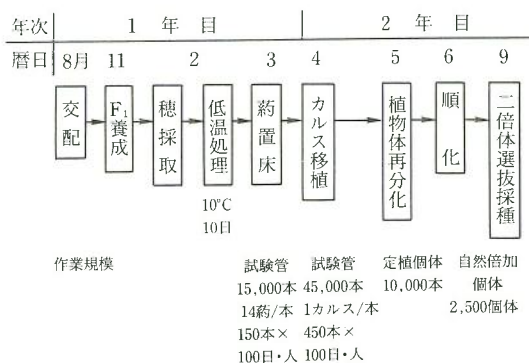 年次 1年目 2年目
暦日 8月 11 2 3 4 5 6 9
交配
F₁養成
穂採取
低温処理
葯置床
カルス移植
植物体再分化
順化
二倍体選抜採種
10℃
10日
作業規模
試験管
15,000本
14葯/本
150本×
100日・人
試験管
45,000本
1カルス/本
450本×
100日・人
定植個体
10,000本
自然倍加
個体
2,500個体